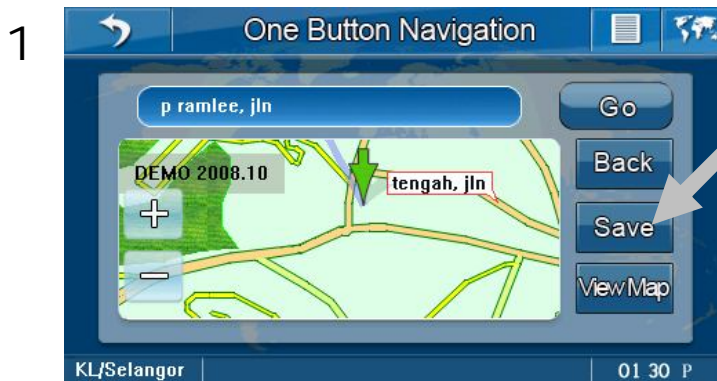 1
One Button Navigation
p ramlee, jln
Go
DEMO 2008.10
tengah, jln
Back
+
Save
−
View Map
KL/Selangor
01 30 P